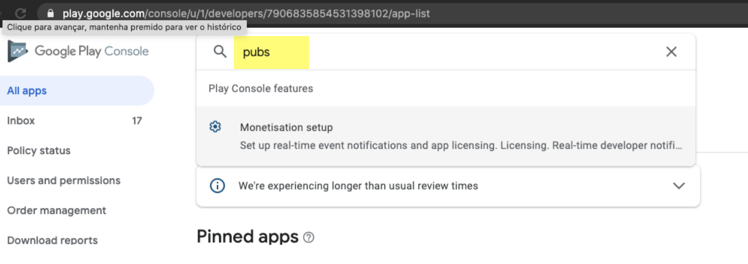 play.google.com/console/u/1/developers/7906835854531398102/app-list
Clique para avançar, mantenha premido para ver o histórico
Google Play Console
pubs
Play Console features
All apps
Monetisation setup
Inbox 17
Set up real-time event notifications and app licensing. Licensing. Real-time developer notifi...
Policy status
Users and permissions
We're experiencing longer than usual review times
Order management
Pinned apps
Download reports